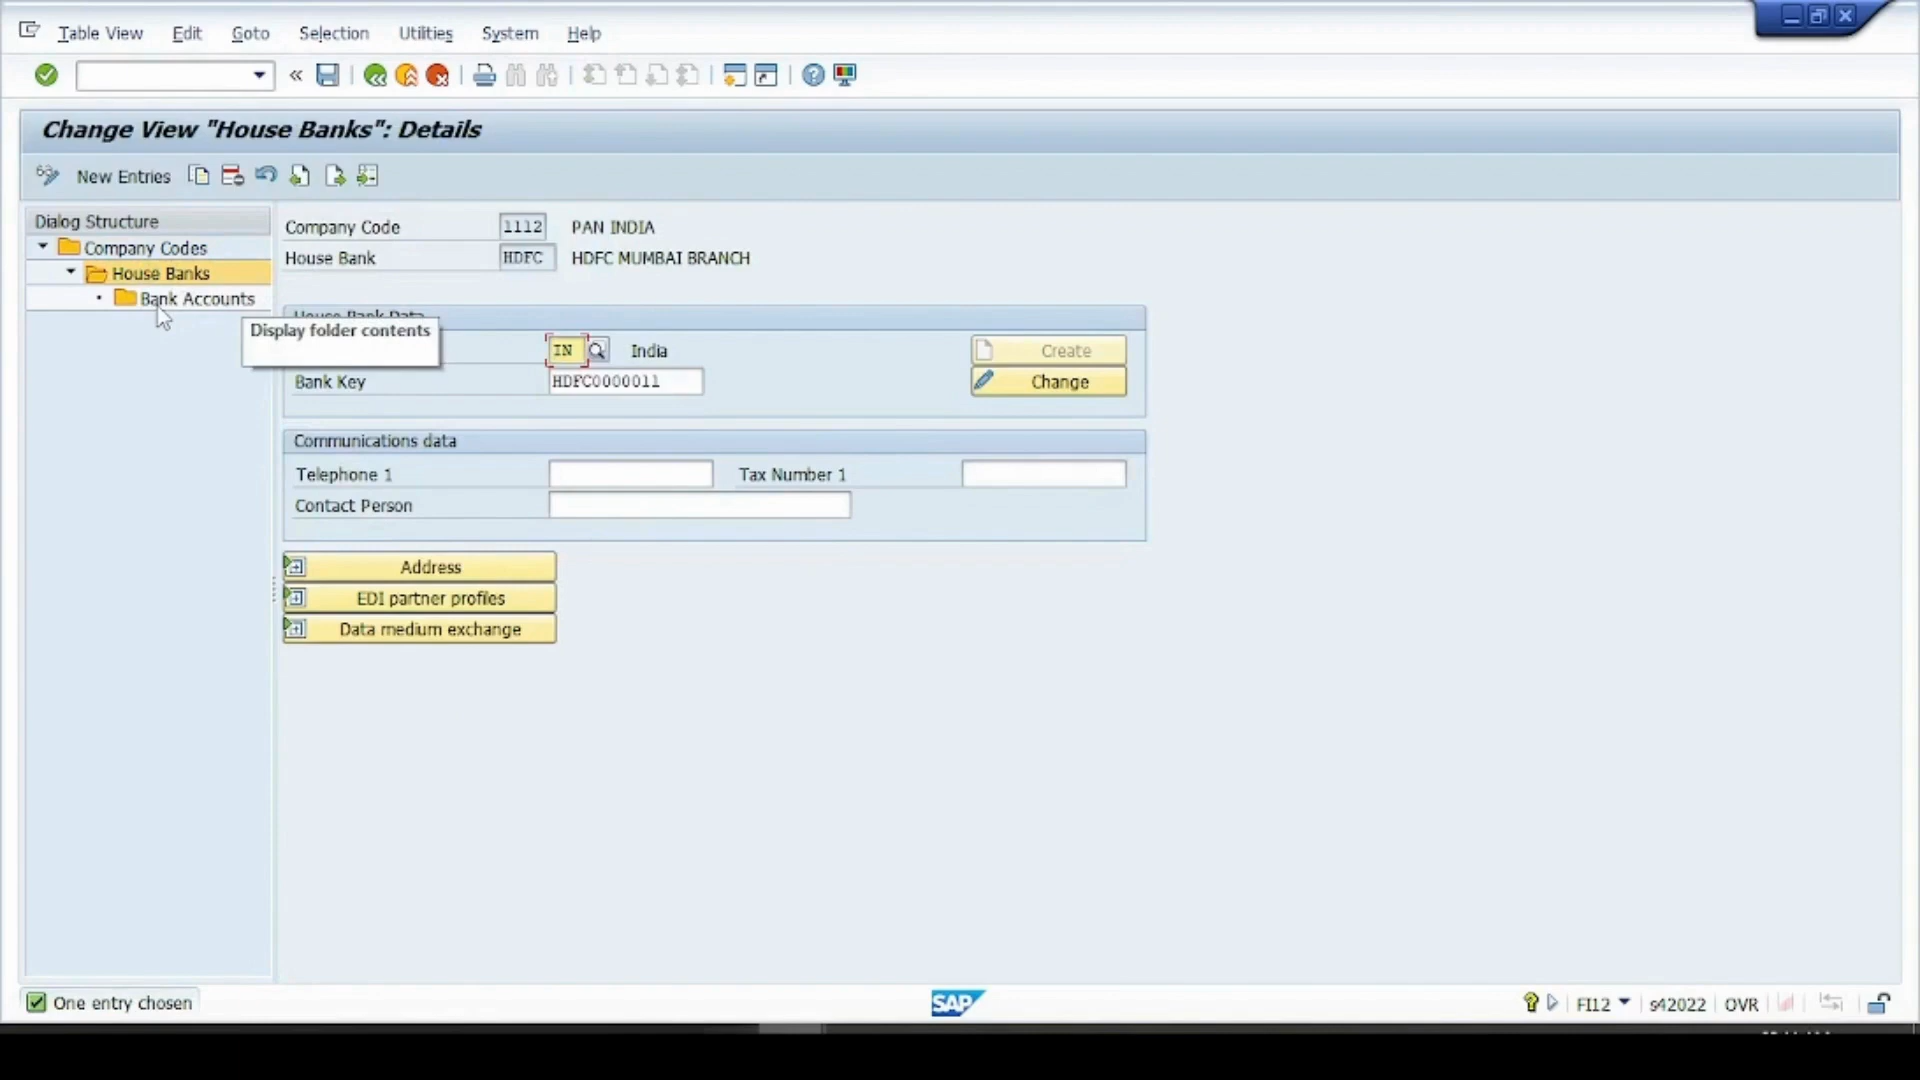 Table View Edit Goto Selection Utilities System Help
Change View "House Banks": Details
New Entries
Dialog Structure
Company Codes
House Banks
Bank Accounts
Display folder contents
Company Code 1112 PAN INDIA
House Bank HDFC HDFC MUMBAI BRANCH
House Bank Data
IN India Create
Bank Key HDFC0000011 Change
Communications data
Telephone 1 Tax Number 1
Contact Person
Address
EDI partner profiles
Data medium exchange
One entry chosen SAP FI12 s42022 OVR